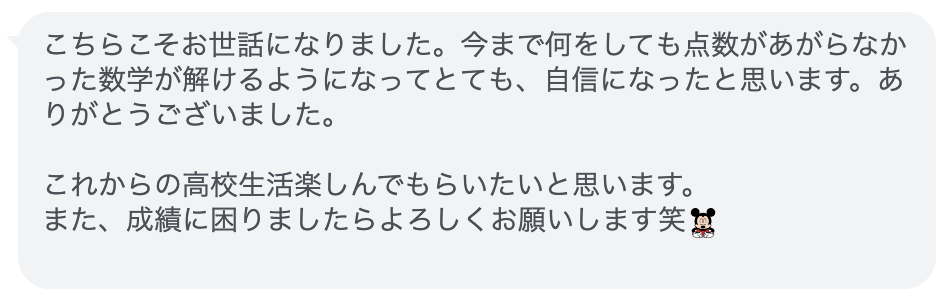 こちらこそお世話になりました。今まで何をしても点数があがらなか
った数学が解けるようになってとても、自信になったと思います。あ
りがとうございました。
これからの高校生活楽しんでもらいたいと思います。
また、成績に困りましたらよろしくお願いします笑